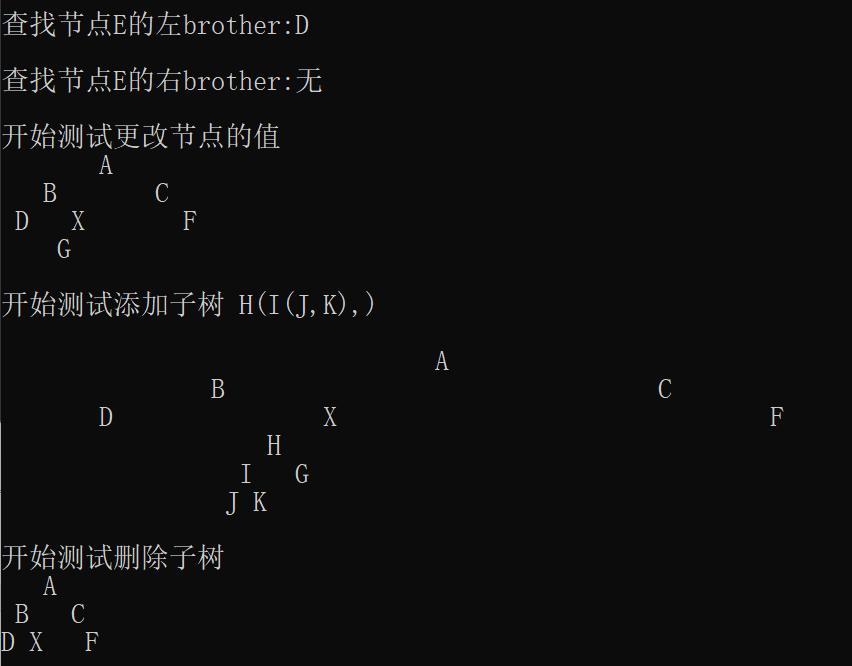 查找节点E的左brother:D
查找节点E的右brother:无
开始测试更改节点的值
       A
   B       C
 D   X       F
    G
开始测试添加子树 H(I(J,K),)
                               A
               B                               C
       D               X                               F
                   H
                 I   G
                J K
开始测试删除子树
   A
 B   C
D X   F